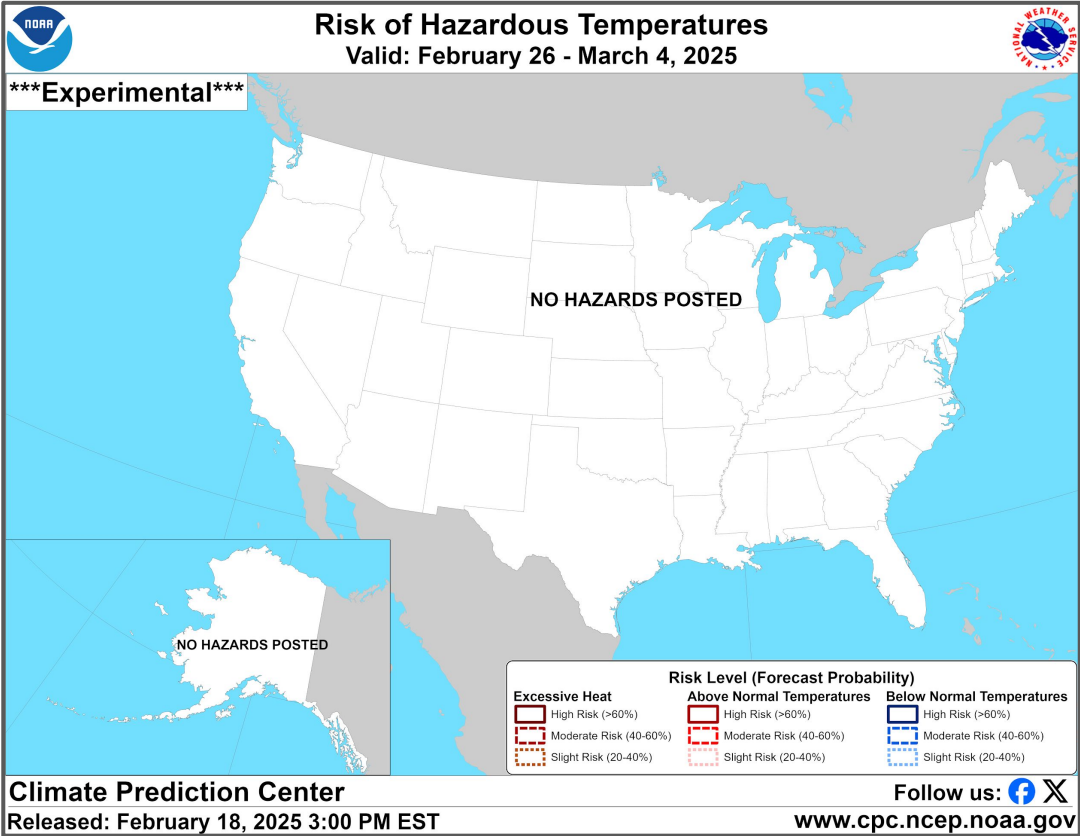 NOAA
Risk of Hazardous Temperatures
Valid: February 26 - March 4, 2025
NATIONAL WEATHER SERVICE
***Experimental***
NO HAZARDS POSTED
NO HAZARDS POSTED
Risk Level (Forecast Probability)
Excessive Heat
High Risk (>60%)
Moderate Risk (40-60%)
Slight Risk (20-40%)
Above Normal Temperatures
High Risk (>60%)
Moderate Risk (40-60%)
Slight Risk (20-40%)
Below Normal Temperatures
High Risk (>60%)
Moderate Risk (40-60%)
Slight Risk (20-40%)
Climate Prediction Center
Follow us:
Released: February 18, 2025 3:00 PM EST
www.cpc.ncep.noaa.gov